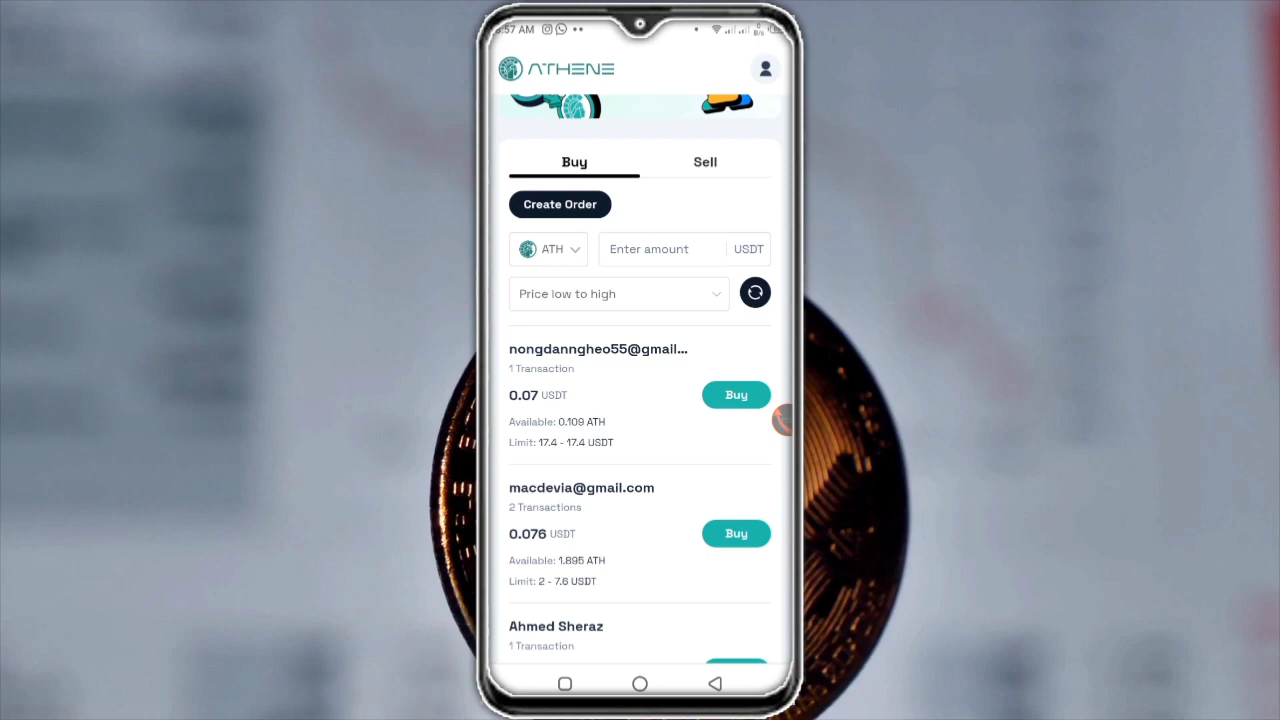 :57 AM
ATHENE
Buy
Sell
Create Order
ATH
Enter amount
USDT
Price low to high
nongdanngheo55@gmail...
1 Transaction
0.07 USDT
Buy
Available: 0.109 ATH
Limit: 17.4 - 17.4 USDT
macdevia@gmail.com
2 Transactions
0.076 USDT
Buy
Available: 1.895 ATH
Limit: 2 - 7.6 USDT
Ahmed Sheraz
1 Transaction